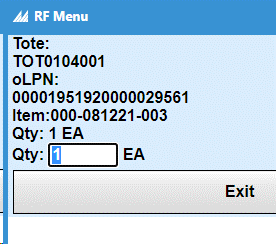 RF Menu
Tote:
TOT0104001
oLPN:
00001951920000029561
Item:000-081221-003
Qty: 1 EA
Qty: 1 EA
Exit